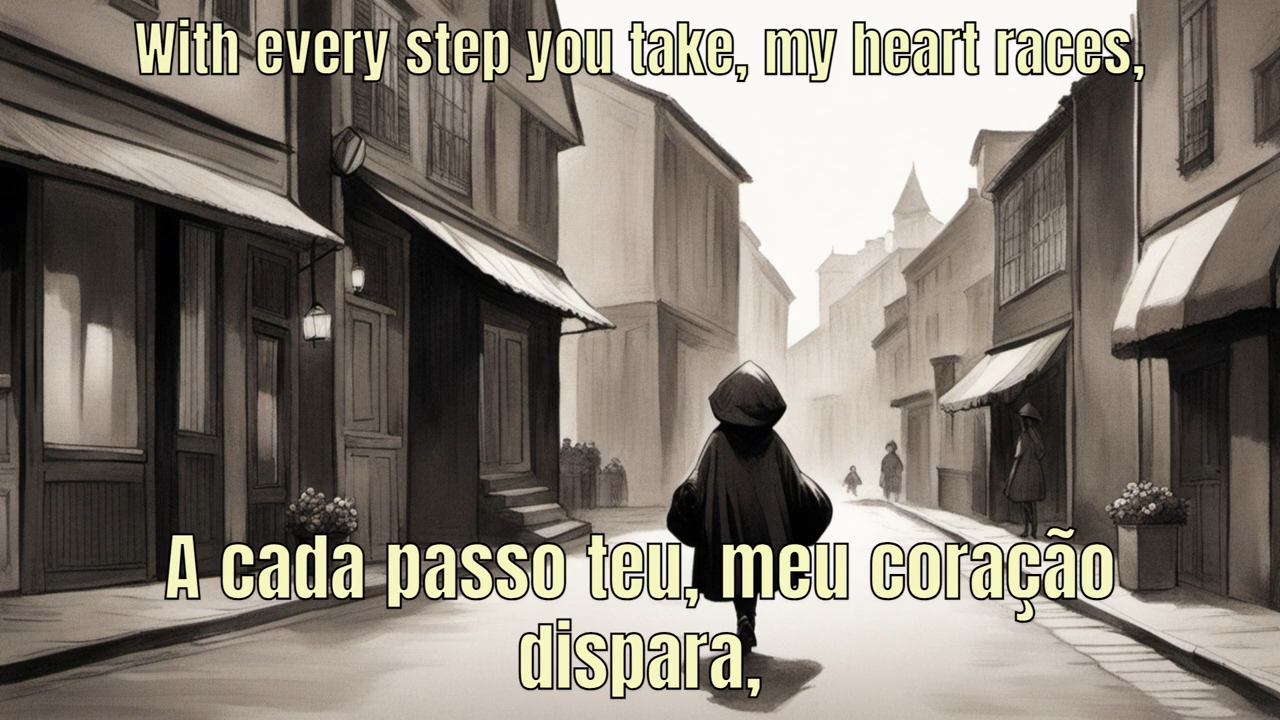 With every step you take, my heart races,
A cada passo teu, meu coração
dispara,